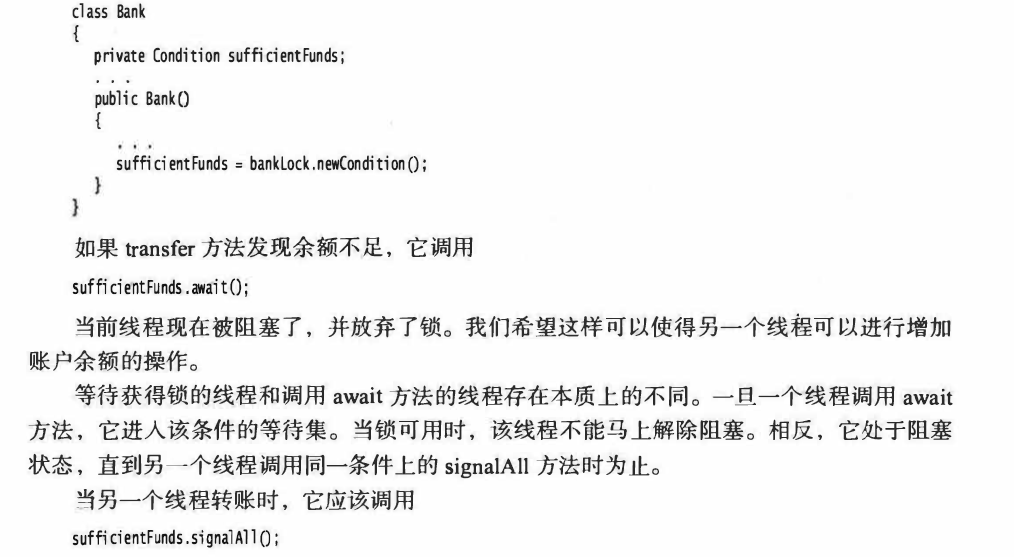 class Bank
{
private Condition sufficientFunds;
. . .
public Bank()
{
. . .
sufficientFunds = bankLock.newCondition();
}
}
如果 transfer 方法发现余额不足，它调用
sufficientFunds.await();
当前线程现在被阻塞了，并放弃了锁。我们希望这样可以使得另一个线程可以进行增加
账户余额的操作。
等待获得锁的线程和调用 await 方法的线程存在本质上的不同。一旦一个线程调用 await
方法，它进入该条件的等待集。当锁可用时，该线程不能马上解除阻塞。相反，它处于阻塞
状态，直到另一个线程调用同一条件上的 signalAll 方法时为止。
当另一个线程转账时，它应该调用
sufficientFunds.signalAll();